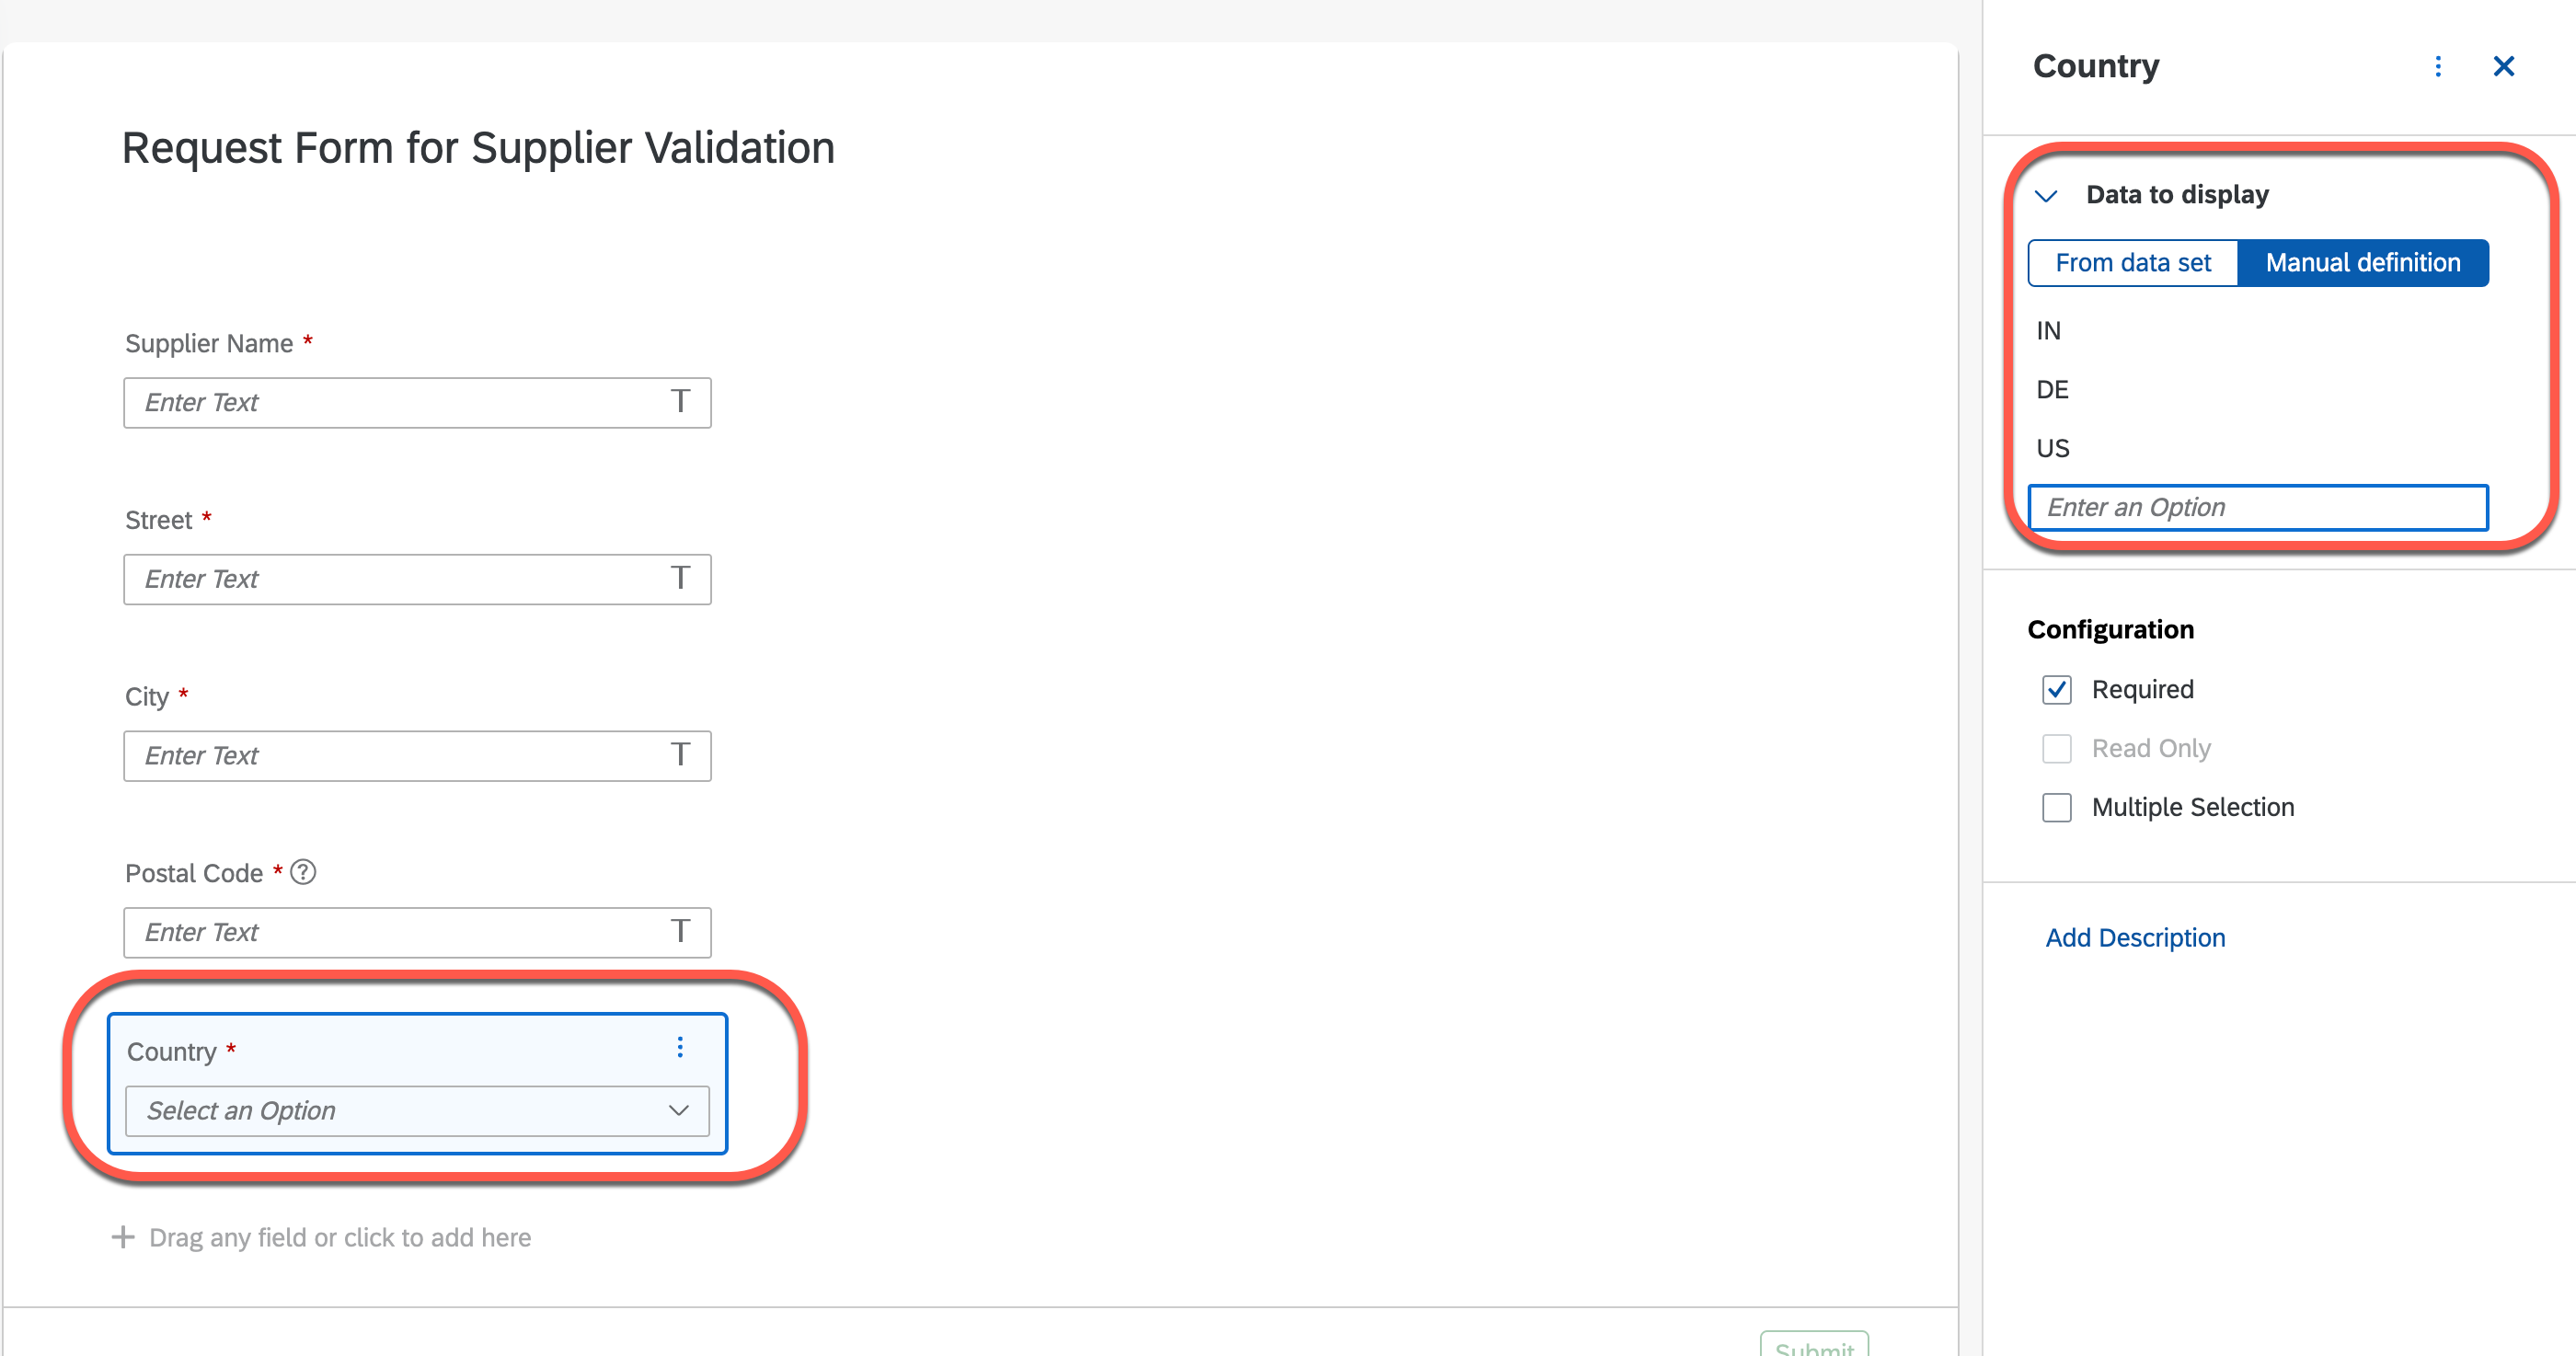 Request Form for Supplier Validation
Supplier Name *
Enter Text T
Street *
Enter Text T
City *
Enter Text T
Postal Code * ?
Enter Text T
Country *
Select an Option
+ Drag any field or click to add here
Submit
Country
Data to display
From data set Manual definition
IN
DE
US
Enter an Option
Configuration
Required
Read Only
Multiple Selection
Add Description